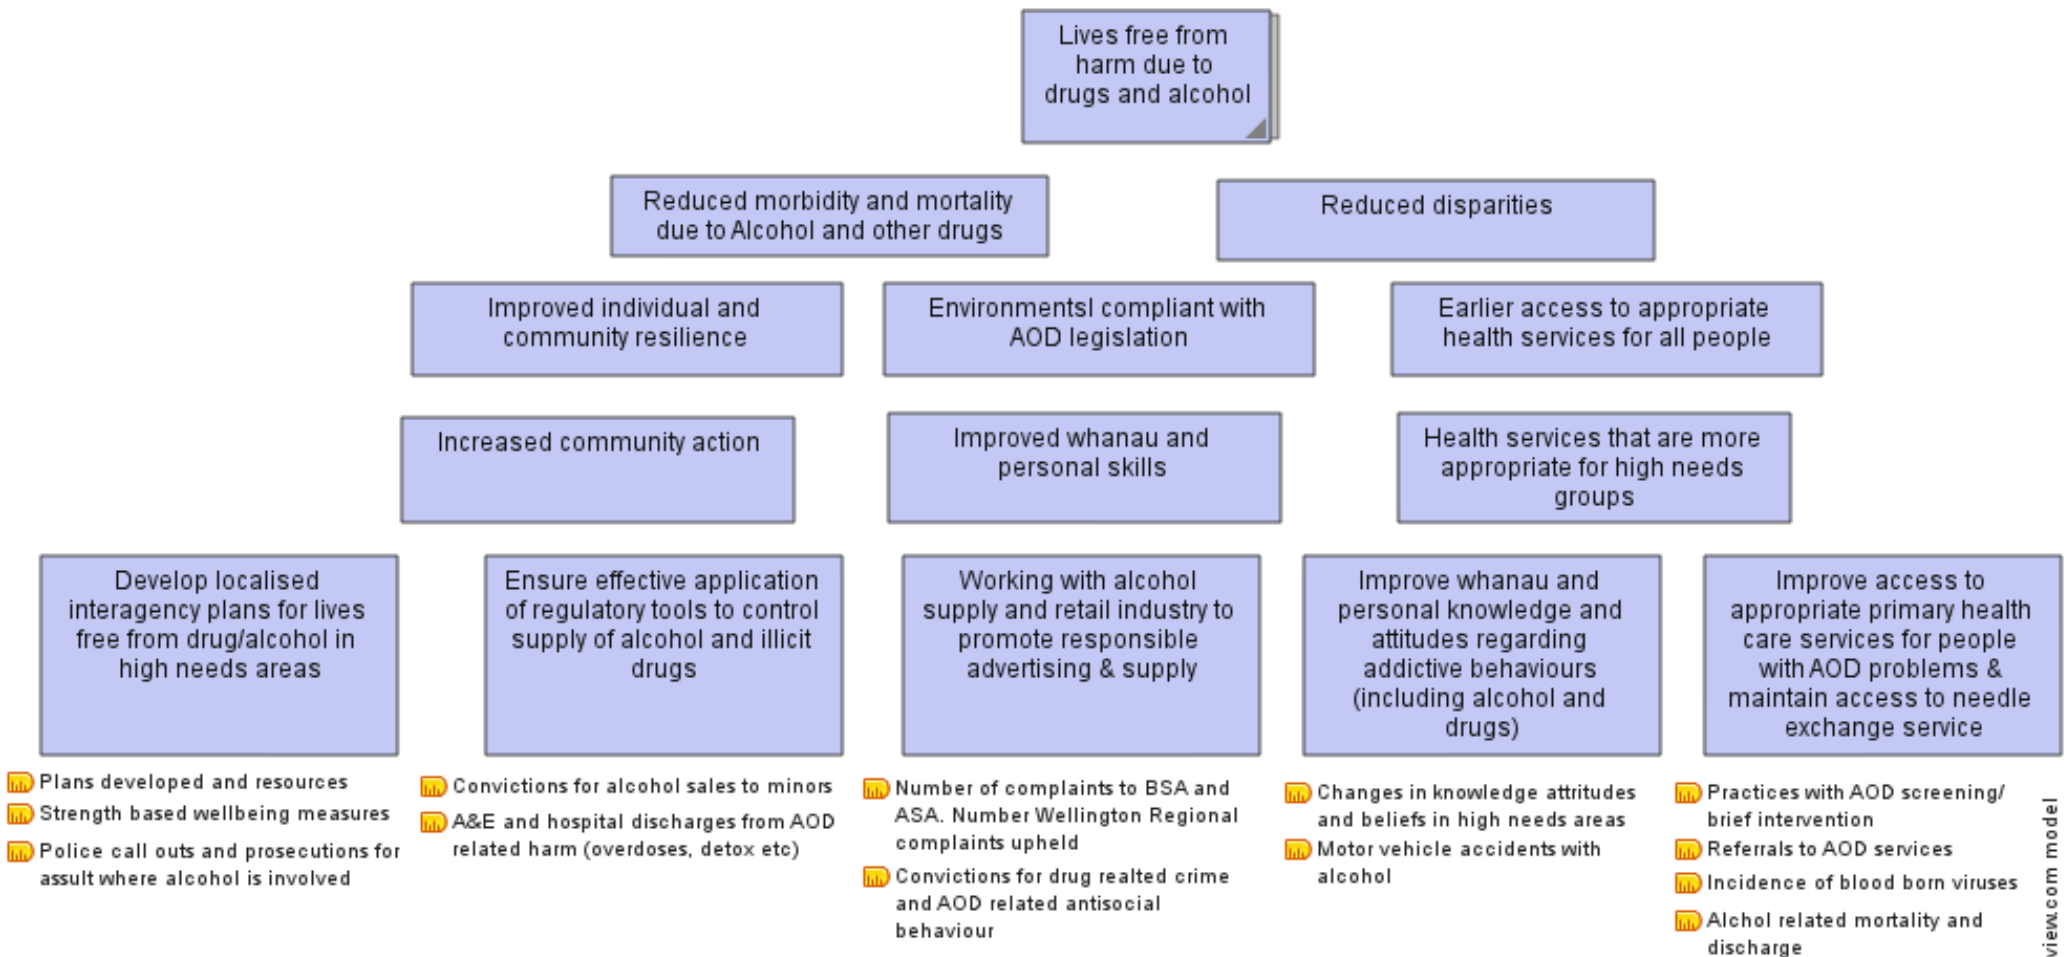 Lives free from
harm due to
drugs and alcohol
Reduced morbidity and mortality
due to Alcohol and other drugs
Reduced disparities
Improved individual and
community resilience
Environmentsl compliant with
AOD legislation
Earlier access to appropriate
health services for all people
Increased community action
Improved whanau and
personal skills
Health services that are more
appropriate for high needs
groups
Develop localised
interagency plans for lives
free from drug/alcohol in
high needs areas
Ensure effective application
of regulatory tools to control
supply of alcohol and illicit
drugs
Working with alcohol
supply and retail industry to
promote responsible
advertising & supply
Improve whanau and
personal knowledge and
attitudes regarding
addictive behaviours
(including alcohol and
drugs)
Improve access to
appropriate primary health
care services for people
with AOD problems &
maintain access to needle
exchange service
Plans developed and resources
Strength based wellbeing measures
Police call outs and prosecutions for
assult where alcohol is involved
Convictions for alcohol sales to minors
A&E and hospital discharges from AOD
related harm (overdoses, detox etc)
Number of complaints to BSA and
ASA. Number Wellington Regional
complaints upheld
Convictions for drug realted crime
and AOD related antisocial
behaviour
Changes in knowledge attritudes
and beliefs in high needs areas
Motor vehicle accidents with
alcohol
Practices with AOD screening/
brief intervention
Referrals to AOD services
Incidence of blood born viruses
Alchol related mortality and
discharge
view.com model